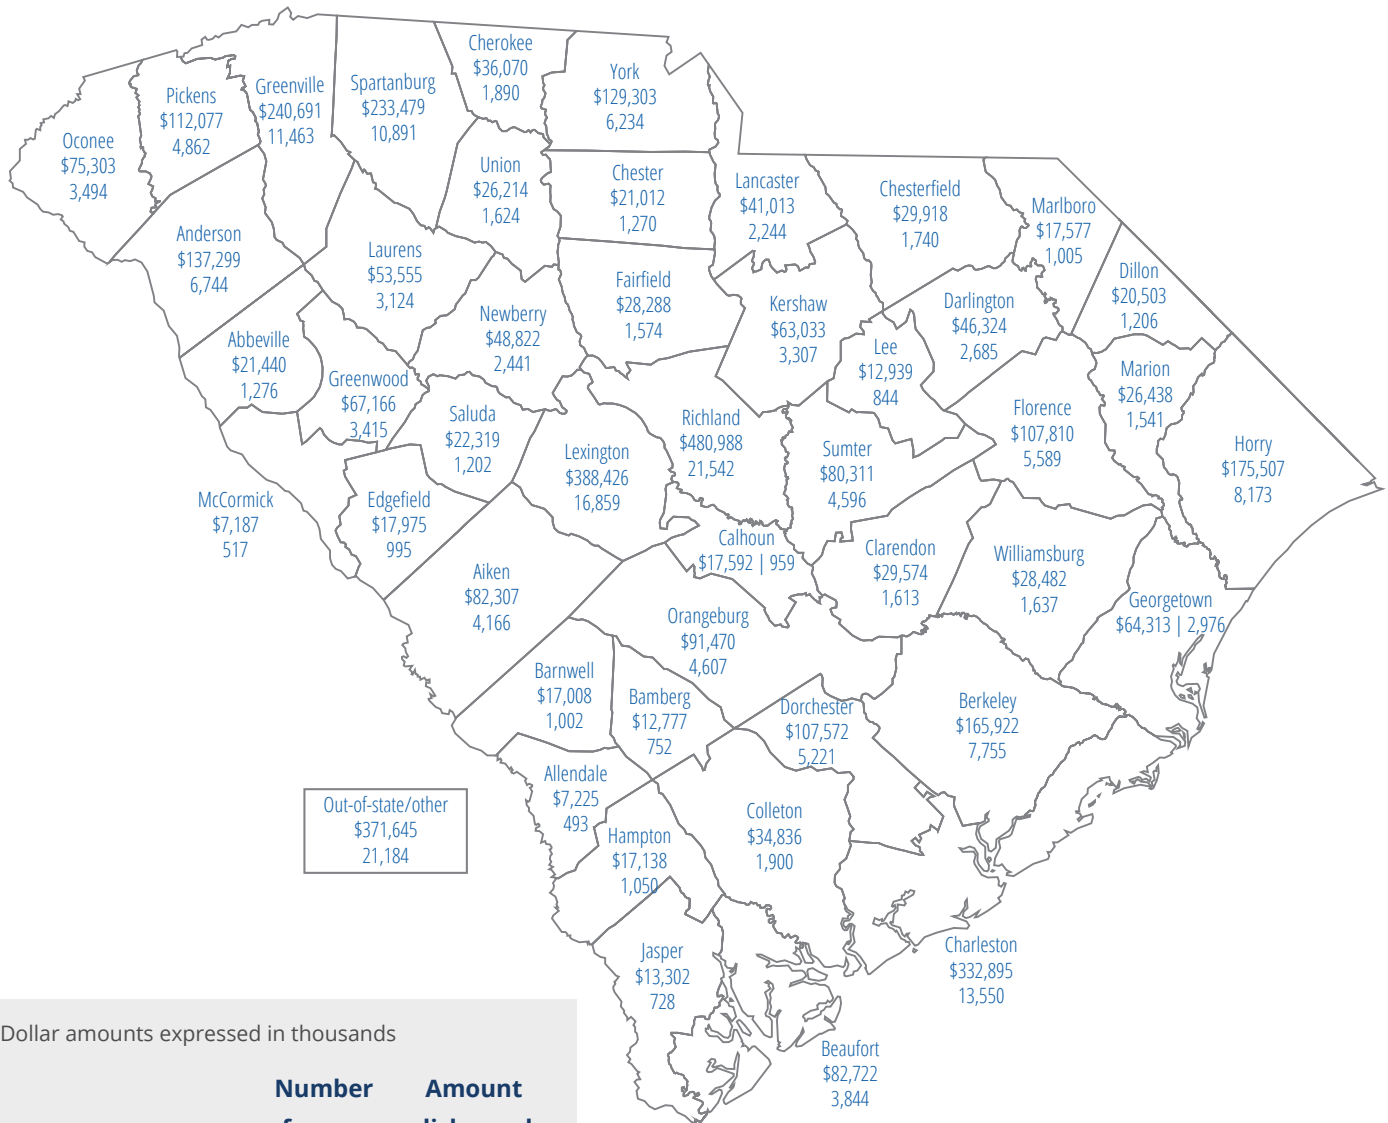 Cherokee
$36,070
1,890
York
$129,303
6,234
Spartanburg
$233,479
10,891
Greenville
$240,691
11,463
Pickens
$112,077
4,862
Oconee
$75,303
3,494
Union
$26,214
1,624
Chester
$21,012
1,270
Lancaster
$41,013
2,244
Chesterfield
$29,918
1,740
Marlboro
$17,577
1,005
Anderson
$137,299
6,744
Laurens
$53,555
3,124
Dillon
$20,503
1,206
Fairfield
$28,288
1,574
Kershaw
$63,033
3,307
Darlington
$46,324
2,685
Newberry
$48,822
2,441
Abbeville
$21,440
1,276
Lee
$12,939
844
Marion
$26,438
1,541
Greenwood
$67,166
3,415
Saluda
$22,319
1,202
Richland
$480,988
21,542
Florence
$107,810
5,589
Horry
$175,507
8,173
Lexington
$388,426
16,859
Sumter
$80,311
4,596
McCormick
$7,187
517
Edgefield
$17,975
995
Calhoun
$17,592 | 959
Clarendon
$29,574
1,613
Williamsburg
$28,482
1,637
Aiken
$82,307
4,166
Georgetown
$64,313 | 2,976
Orangeburg
$91,470
4,607
Barnwell
$17,008
1,002
Bamberg
$12,777
752
Dorchester
$107,572
5,221
Berkeley
$165,922
7,755
Allendale
$7,225
493
Out-of-state/other
$371,645
21,184
Colleton
$34,836
1,900
Hampton
$17,138
1,050
Jasper
$13,302
728
Charleston
$332,895
13,550
Beaufort
$82,722
3,844
Dollar amounts expressed in thousands
Number Amount